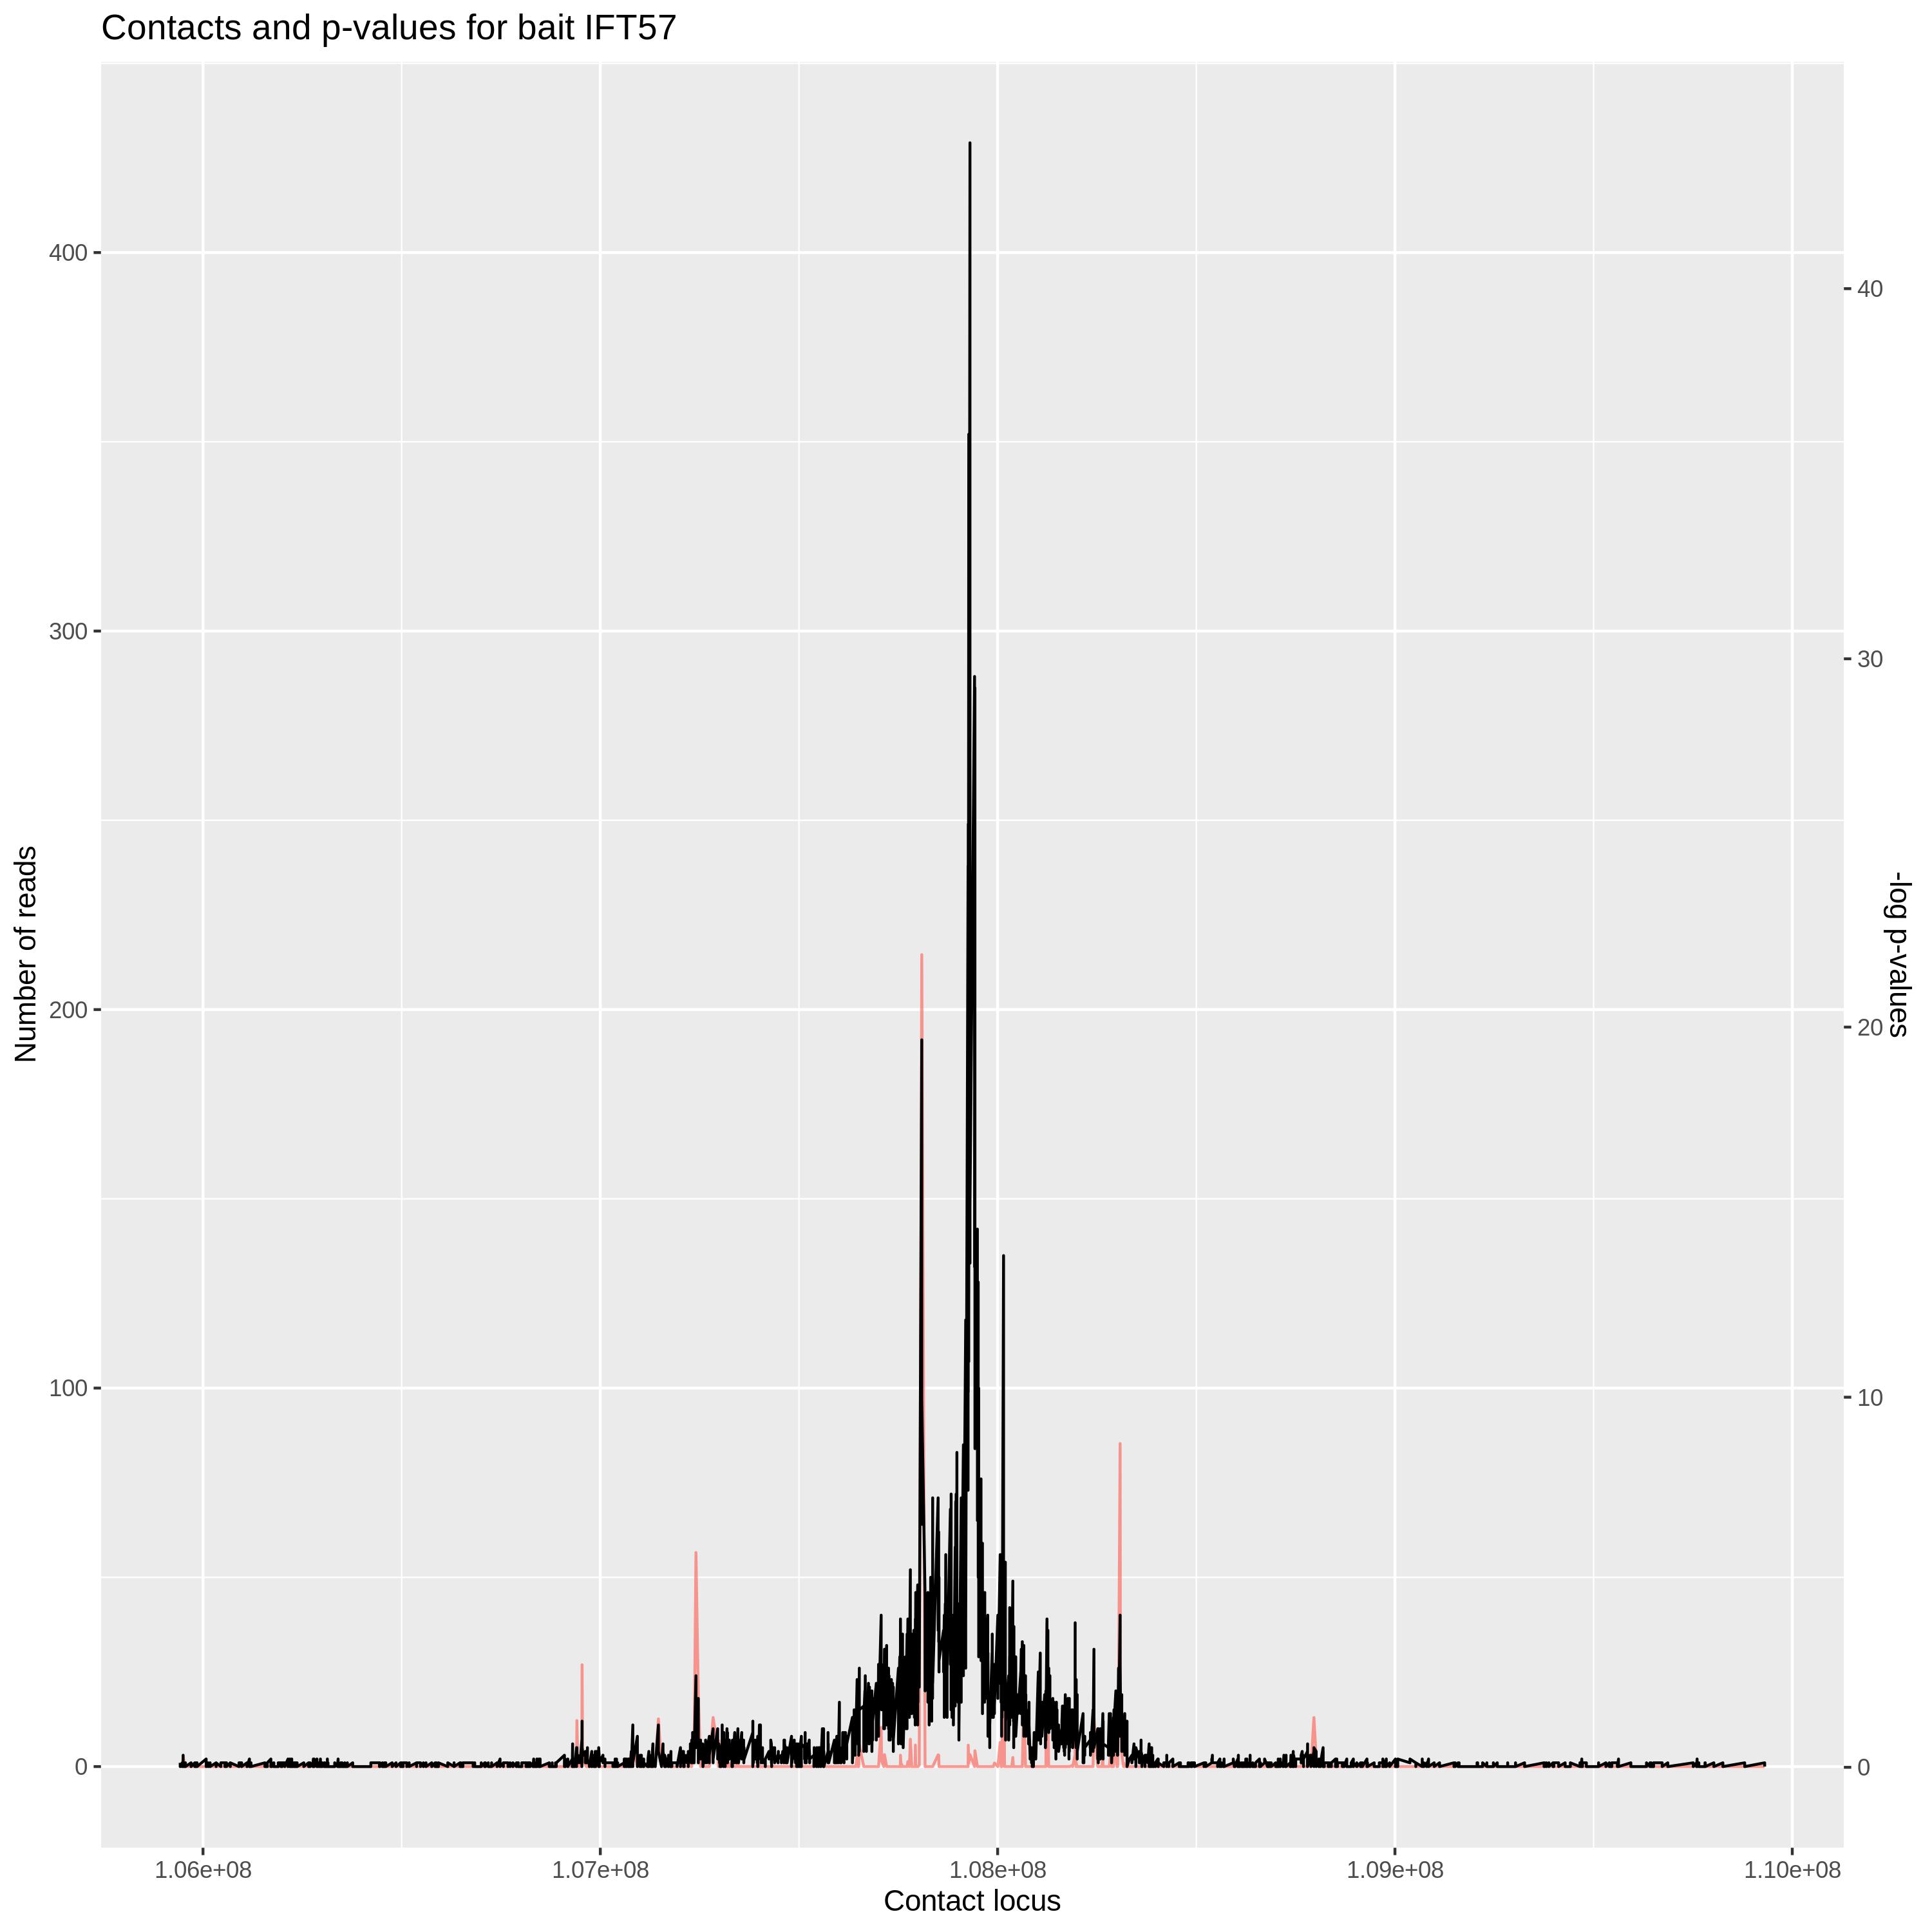 Contacts and p-values for bait IFT57
400
300
200
100
0
Number of reads
40
30
20
10
0
-log p-values
1.06e+08 1.07e+08 1.08e+08 1.09e+08 1.10e+08
Contact locus